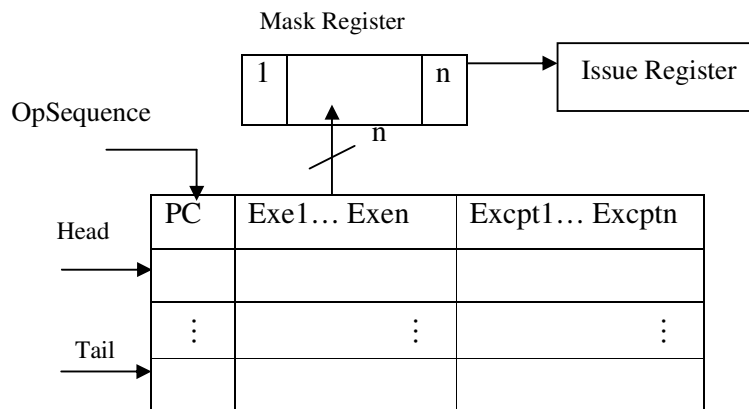 Mask Register
1 n
Issue Register
OpSequence
n
PC Exe1... Exen Excpt1... Excptn
Head
⋮ ⋮ ⋮
Tail